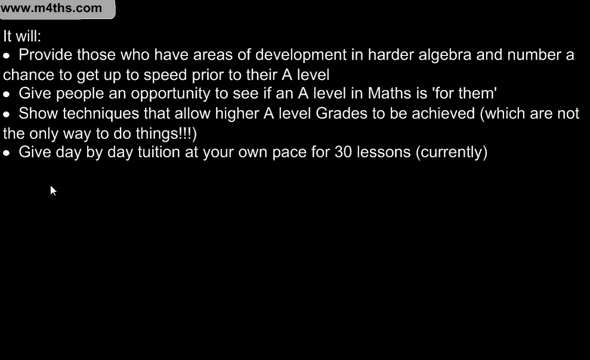 www.m4ths.com
It will:
• Provide those who have areas of development in harder algebra and number a
chance to get up to speed prior to their A level
• Give people an opportunity to see if an A level in Maths is 'for them'
• Show techniques that allow higher A level Grades to be achieved (which are not
the only way to do things!!!)
• Give day by day tuition at your own pace for 30 lessons (currently)